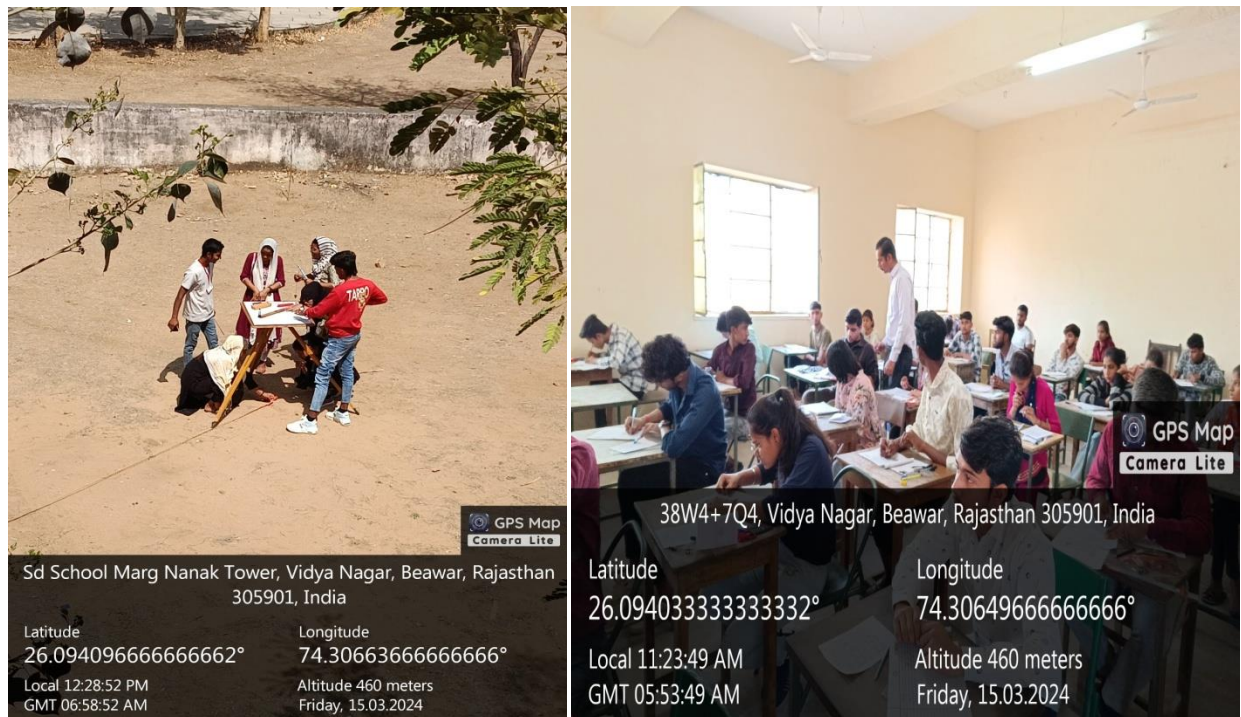 TARRO
GPS Map
Camera Lite
Sd School Marg Nanak Tower, Vidya Nagar, Beawar, Rajasthan
305901, India
Latitude
26.094096666666662°
Longitude
74.30663666666666°
Local 12:28:52 PM
GMT 06:58:52 AM
Altitude 460 meters
Friday, 15.03.2024
GPS Map
Camera Lite
38W4+7Q4, Vidya Nagar, Beawar, Rajasthan 305901, India
Latitude
26.094033333333332°
Longitude
74.30649666666666°
Local 11:23:49 AM
GMT 05:53:49 AM
Altitude 460 meters
Friday, 15.03.2024